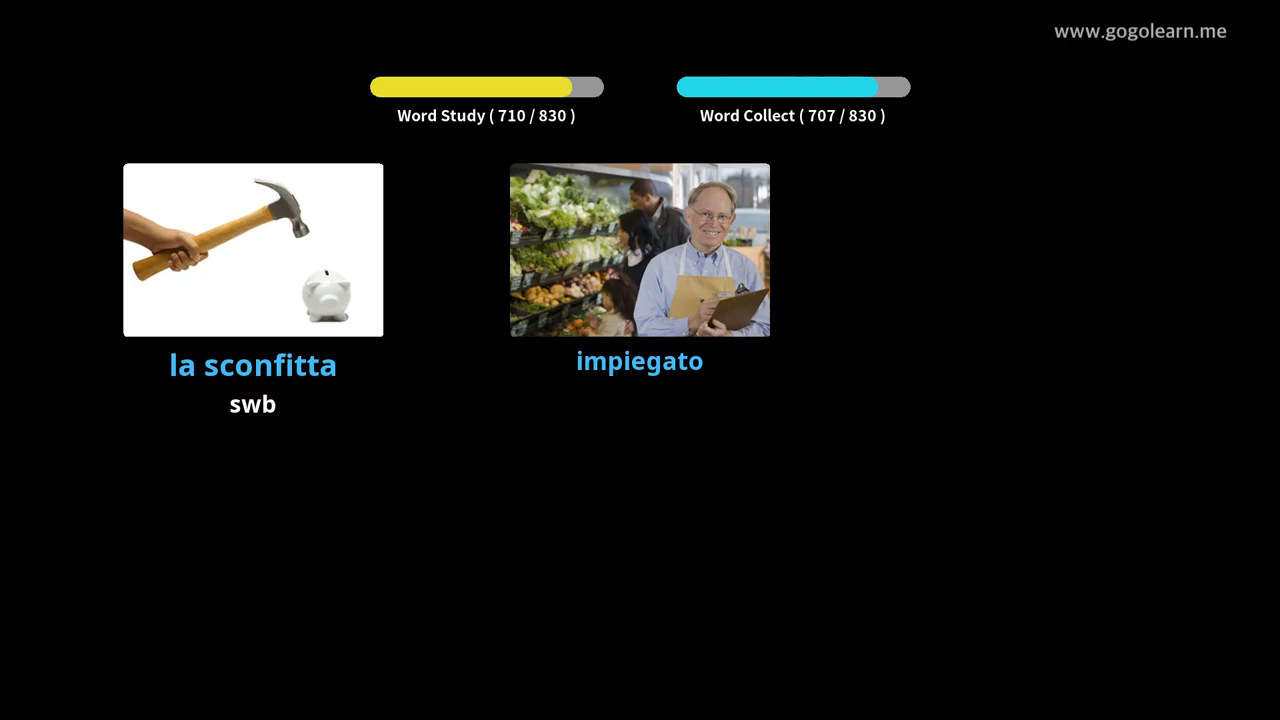 www.gogolearn.me
Word Study ( 710 / 830 )
Word Collect ( 707 / 830 )
la sconfitta
swb
impiegato